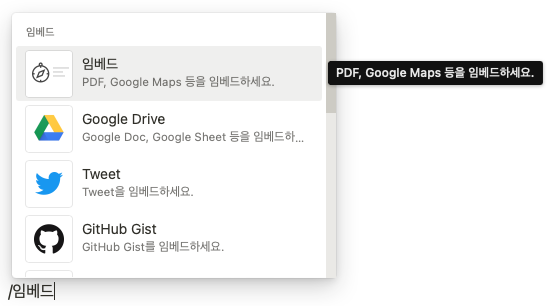 임베드
임베드
PDF, Google Maps 등을 임베드하세요.
PDF, Google Maps 등을 임베드하세요.
Google Drive
Google Doc, Google Sheet 등을 임베드하...
Tweet
Tweet을 임베드하세요.
GitHub Gist
GitHub Gist를 임베드하세요.
/임베드